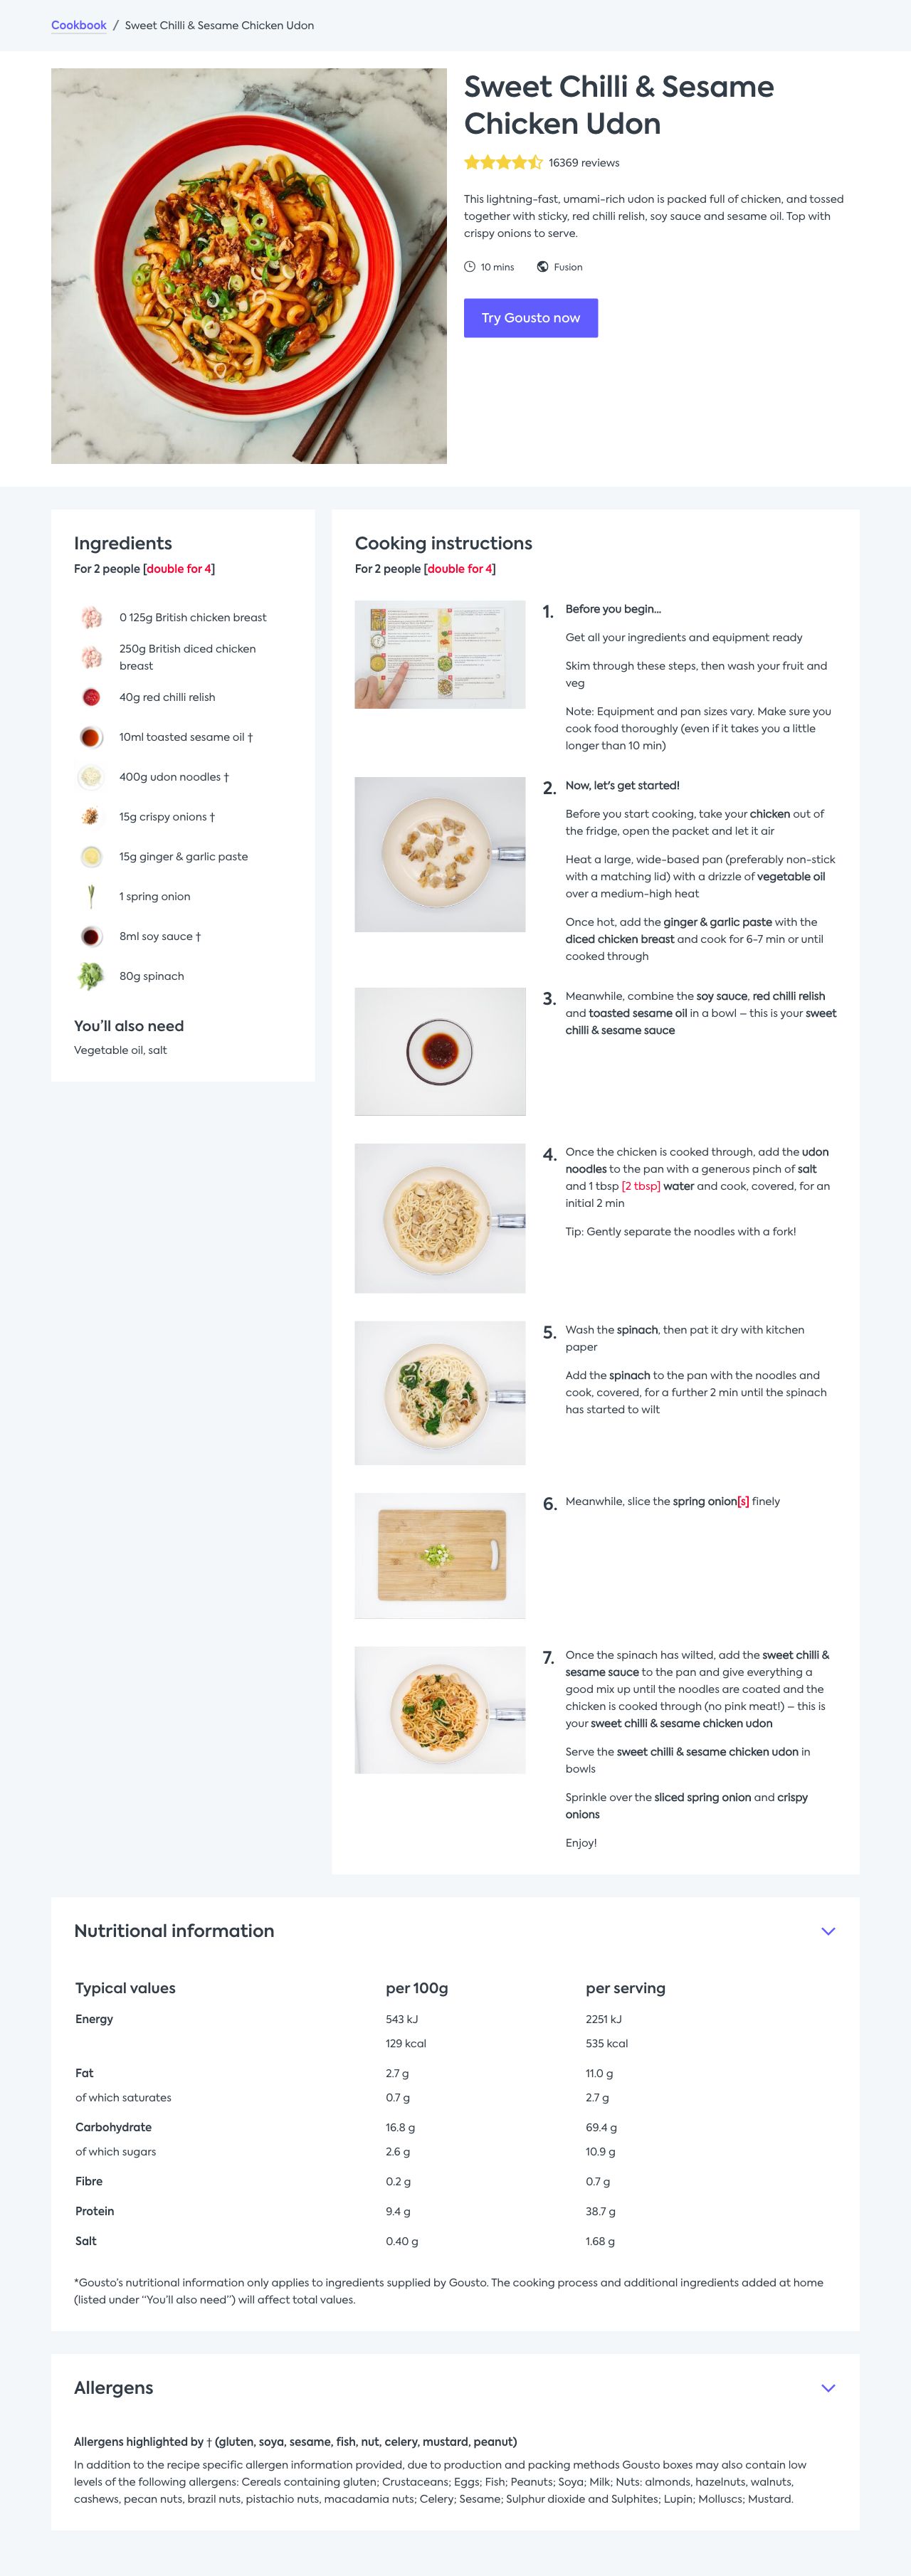 Cookbook / Sweet Chilli & Sesame Chicken Udon
Sweet Chilli & Sesame
Chicken Udon
16369 reviews
This lightning-fast, umami-rich udon is packed full of chicken, and tossed
together with sticky, red chilli relish, soy sauce and sesame oil. Top with
crispy onions to serve.
10 mins Fusion
Try Gousto now
Ingredients
For 2 people [double for 4]
0 125g British chicken breast
250g British diced chicken
breast
40g red chilli relish
10ml toasted sesame oil †
400g udon noodles †
15g crispy onions †
15g ginger & garlic paste
1 spring onion
8ml soy sauce †
80g spinach
You'll also need
Vegetable oil, salt
Cooking instructions
For 2 people [double for 4]
1. Before you begin...
Get all your ingredients and equipment ready
Skim through these steps, then wash your fruit and
veg
Note: Equipment and pan sizes vary. Make sure you
cook food thoroughly (even if it takes you a little
longer than 10 min)
2. Now, let's get started!
Before you start cooking, take your chicken out of
the fridge, open the packet and let it air
Heat a large, wide-based pan (preferably non-stick
with a matching lid) with a drizzle of vegetable oil
over a medium-high heat
Once hot, add the ginger & garlic paste with the
diced chicken breast and cook for 6-7 min or until
cooked through
3. Meanwhile, combine the soy sauce, red chilli relish
and toasted sesame oil in a bowl – this is your sweet
chilli & sesame sauce
4. Once the chicken is cooked through, add the udon
noodles to the pan with a generous pinch of salt
and 1 tbsp [2 tbsp] water and cook, covered, for an
initial 2 min
Tip: Gently separate the noodles with a fork!
5. Wash the spinach, then pat it dry with kitchen
paper
Add the spinach to the pan with the noodles and
cook, covered, for a further 2 min until the spinach
has started to wilt
6. Meanwhile, slice the spring onion[s] finely
7. Once the spinach has wilted, add the sweet chilli &
sesame sauce to the pan and give everything a
good mix up until the noodles are coated and the
chicken is cooked through (no pink meat!) – this is
your sweet chilli & sesame chicken udon
Serve the sweet chilli & sesame chicken udon in
bowls
Sprinkle over the sliced spring onion and crispy
onions
Enjoy!
Nutritional information
Typical values per 100g per serving
Energy 543 kJ 2251 kJ
129 kcal 535 kcal
Fat 2.7 g 11.0 g
of which saturates 0.7 g 2.7 g
Carbohydrate 16.8 g 69.4 g
of which sugars 2.6 g 10.9 g
Fibre 0.2 g 0.7 g
Protein 9.4 g 38.7 g
Salt 0.40 g 1.68 g
*Gousto's nutritional information only applies to ingredients supplied by Gousto. The cooking process and additional ingredients added at home
(listed under “You'll also need”) will affect total values.
Allergens
Allergens highlighted by † (gluten, soya, sesame, fish, nut, celery, mustard, peanut)
In addition to the recipe specific allergen information provided, due to production and packing methods Gousto boxes may also contain low
levels of the following allergens: Cereals containing gluten; Crustaceans; Eggs; Fish; Peanuts; Soya; Milk; Nuts: almonds, hazelnuts, walnuts,
cashews, pecan nuts, brazil nuts, pistachio nuts, macadamia nuts; Celery; Sesame; Sulphur dioxide and Sulphites; Lupin; Molluscs; Mustard.